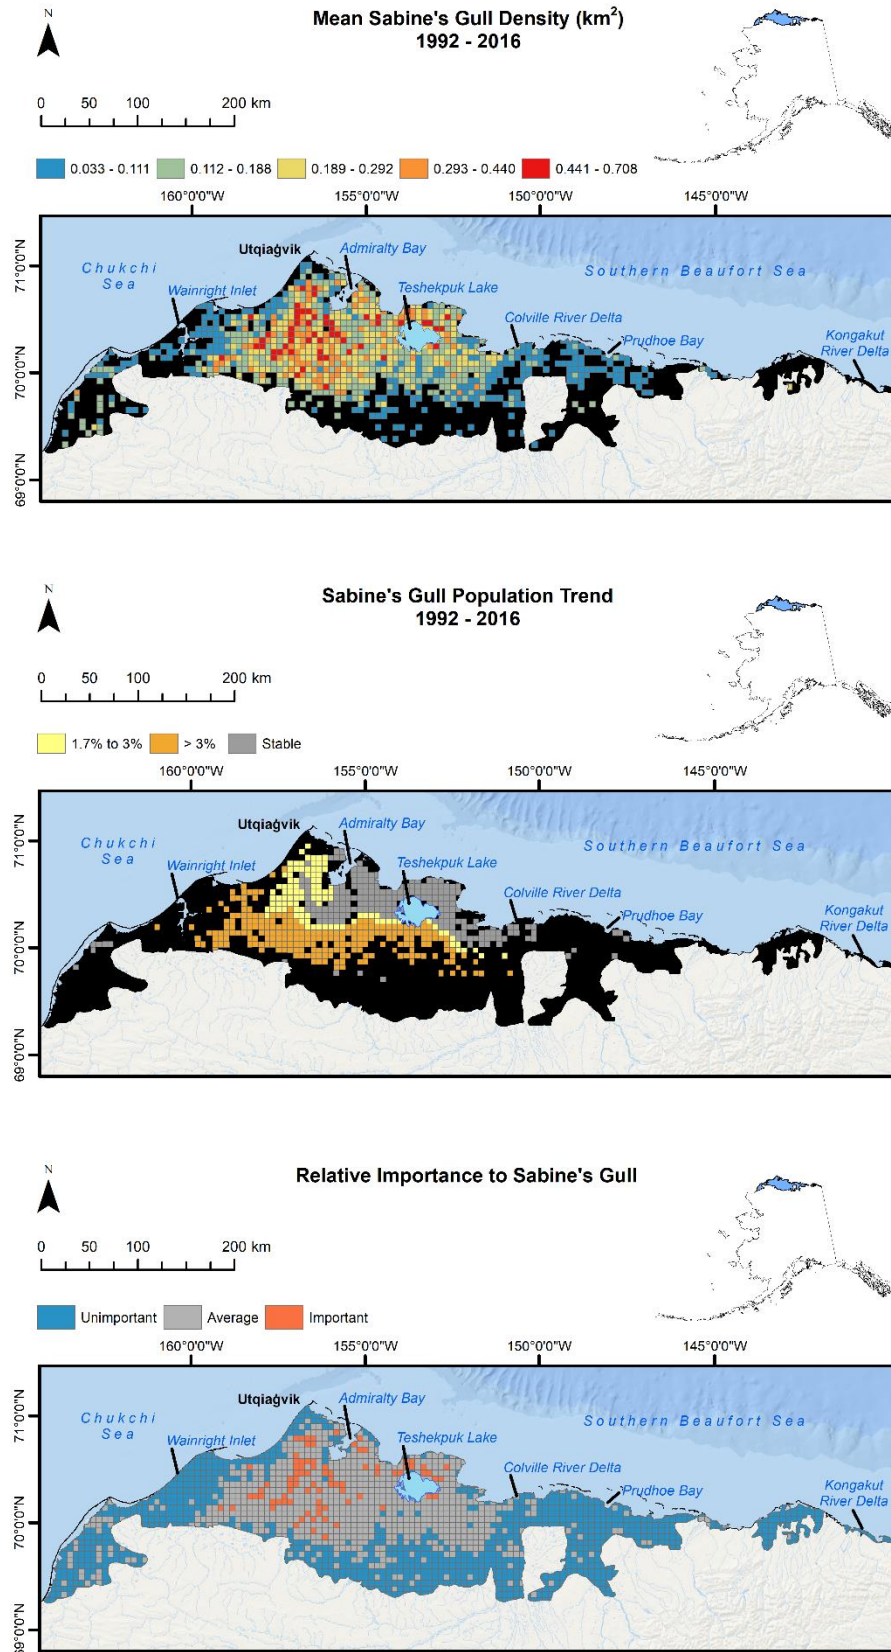 Mean Sabine's Gull Density (km²)
1992 - 2016
N
0 50 100 200 km
0.033 - 0.111 0.112 - 0.188 0.189 - 0.292 0.293 - 0.440 0.441 - 0.708
160°0'0"W 155°0'0"W 150°0'0"W 145°0'0"W
71°0'0"N
70°0'0"N
69°0'0"N
Utqiaġvik
Admiralty Bay
Chukchi
Sea
Wainright Inlet
Teshekpuk Lake
Southern Beaufort Sea
Colville River Delta
Prudhoe Bay
Kongakut
River Delta
Sabine's Gull Population Trend
1992 - 2016
N
0 50 100 200 km
1.7% to 3% > 3% Stable
160°0'0"W 155°0'0"W 150°0'0"W 145°0'0"W
71°0'0"N
70°0'0"N
69°0'0"N
Utqiaġvik
Admiralty Bay
Chukchi
Sea
Wainright Inlet
Teshekpuk Lake
Southern Beaufort Sea
Colville River Delta
Prudhoe Bay
Kongakut
River Delta
Relative Importance to Sabine's Gull
N
0 50 100 200 km
Unimportant Average Important
160°0'0"W 155°0'0"W 150°0'0"W 145°0'0"W
71°0'0"N
70°0'0"N
69°0'0"N
Utqiaġvik
Admiralty Bay
Chukchi
Sea
Wainright Inlet
Teshekpuk Lake
Southern Beaufort Sea
Colville River Delta
Prudhoe Bay
Kongakut
River Delta